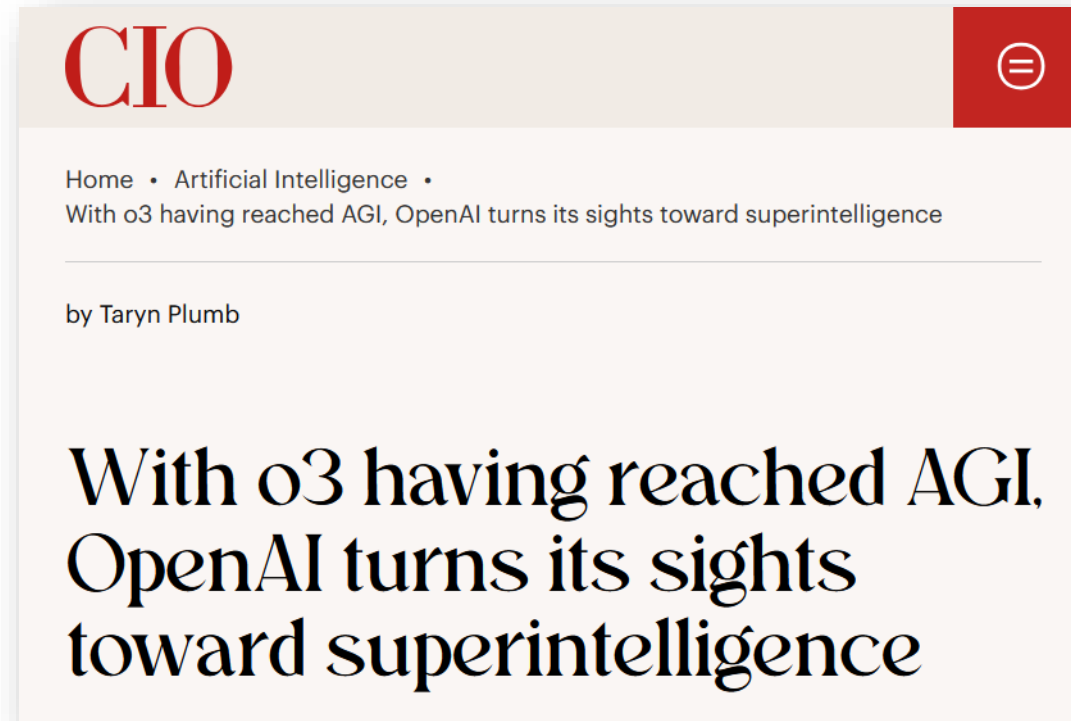 CIO
Home • Artificial Intelligence •
With o3 having reached AGI, OpenAI turns its sights toward superintelligence
by Taryn Plumb
With o3 having reached AGI,
OpenAI turns its sights
toward superintelligence